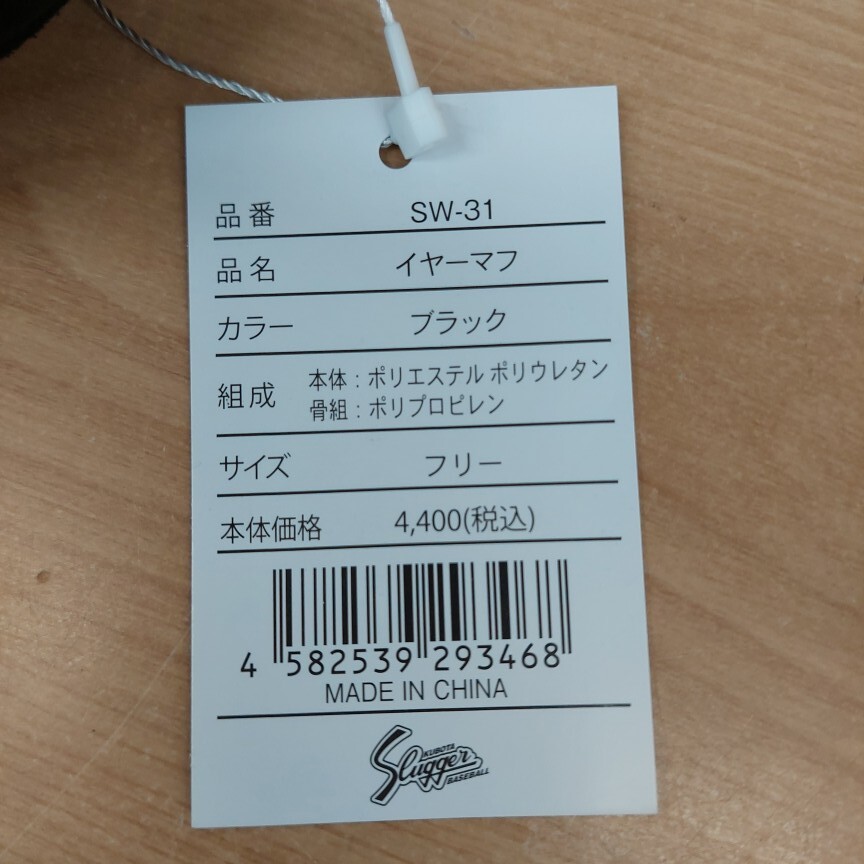 品番 SW-31
品名 イヤーマフ
カラー ブラック
組成 本体：ポリエステル ポリウレタン
骨組：ポリプロピレン
サイズ フリー
本体価格 4,400(税込)
4 582539 293468
MADE IN CHINA
KUBOTA
Slugger
BASEBALL